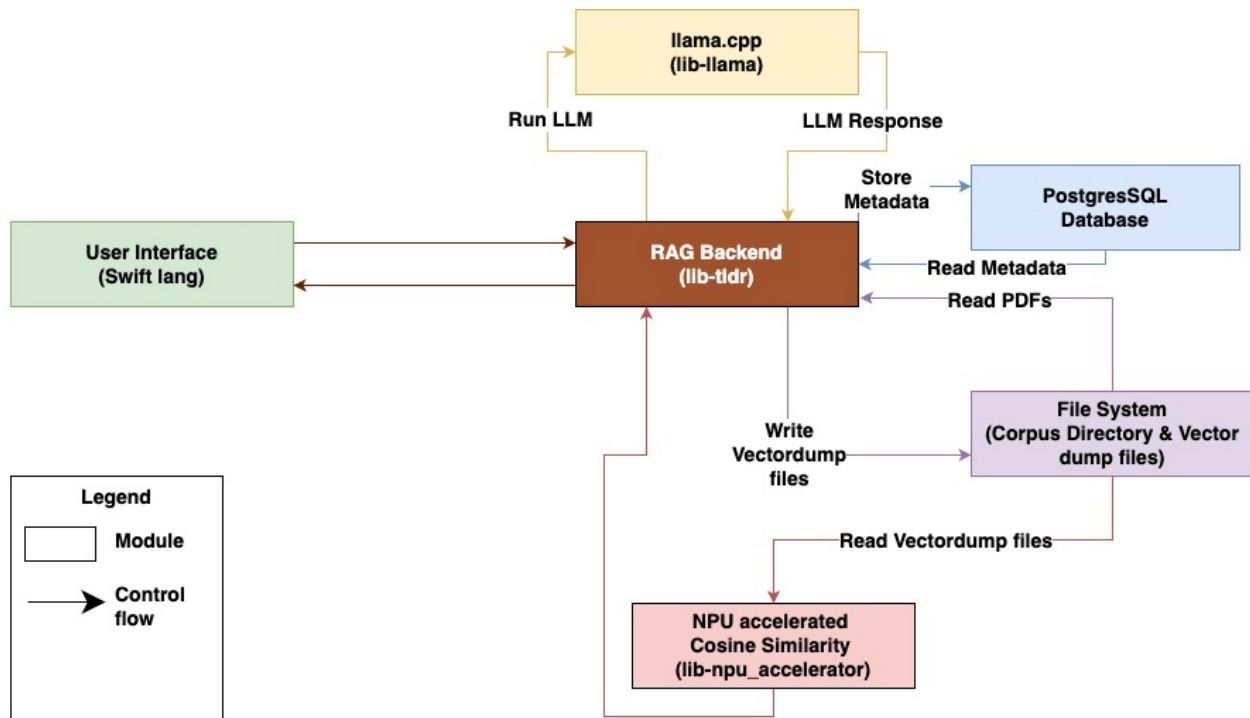 llama.cpp
(lib-llama)
Run LLM
LLM Response
Store
Metadata
PostgresSQL
Database
User Interface
(Swift lang)
RAG Backend
(lib-tldr)
Read Metadata
Read PDFs
File System
(Corpus Directory & Vector
dump files)
Write
Vectordump
files
Legend
Module
Control
flow
Read Vectordump files
NPU accelerated
Cosine Similarity
(lib-npu_accelerator)